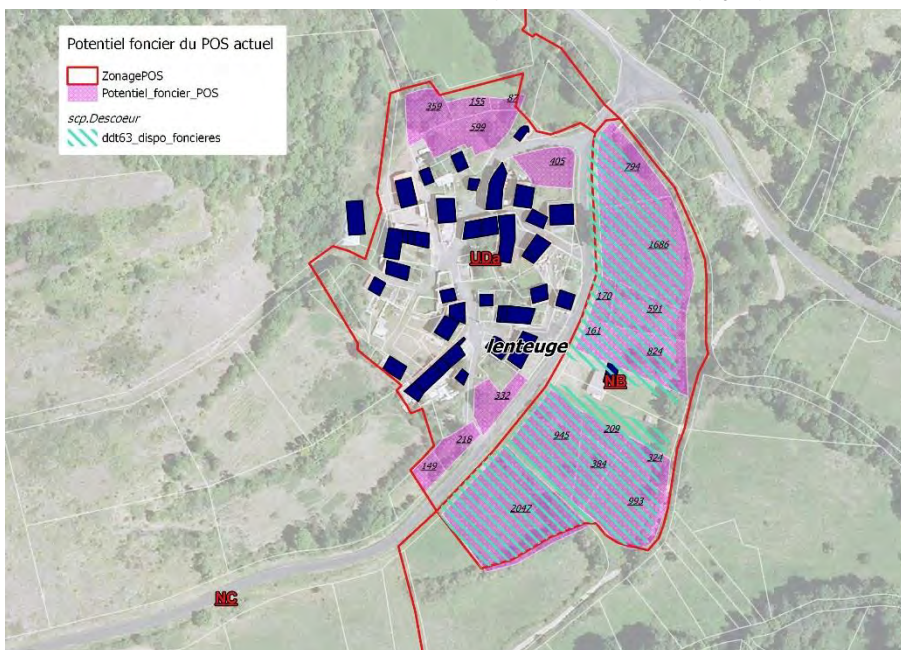 Potentiel foncier du POS actuel
ZonagePOS
Potentiel_foncier_POS
scp.Descoeur
ddt63_dispo_foncieres
359
155
87
599
405
794
1686
UDa
170
591
161
lenteuge
824
NB
332
209
945
218
324
384
149
993
2047
NC